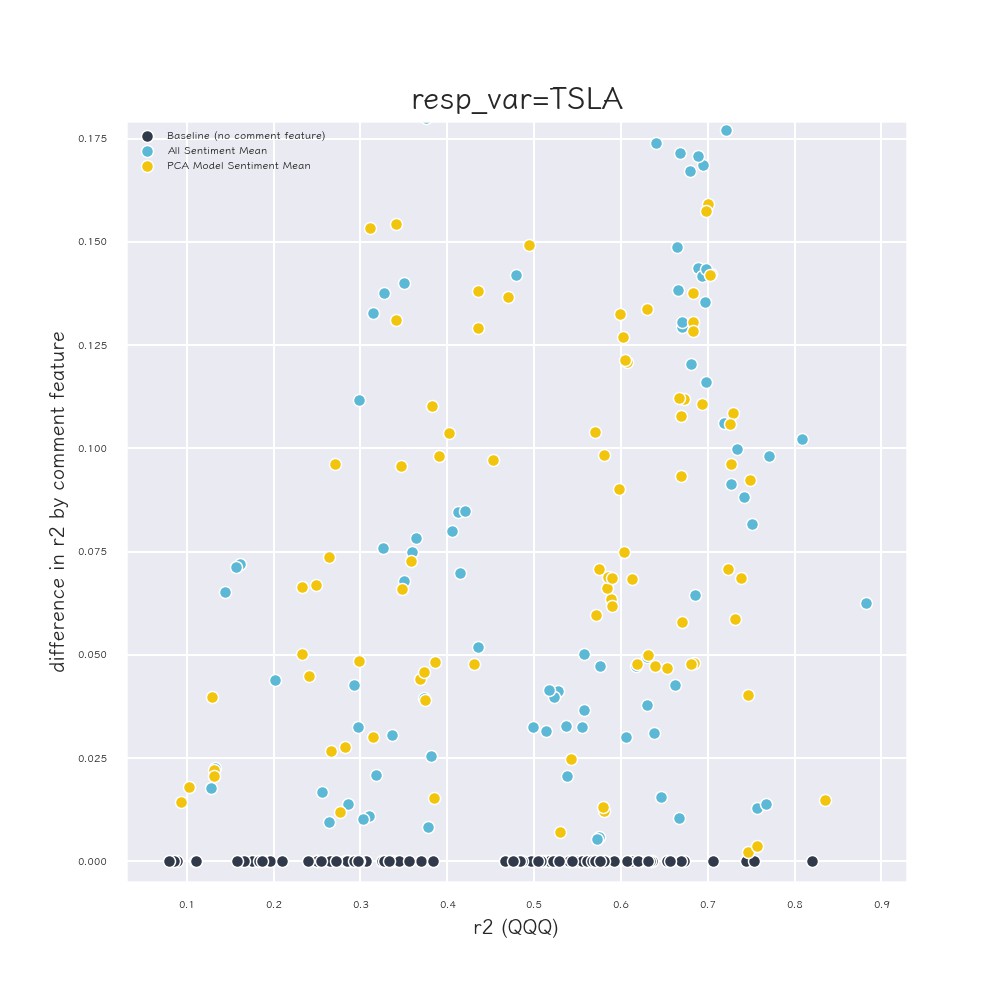 resp_var=TSLA
Baseline (no comment feature)
All Sentiment Mean
PCA Model Sentiment Mean
difference in r2 by comment feature
0.175
0.150
0.125
0.100
0.075
0.050
0.025
0.000
0.1 0.2 0.3 0.4 0.5 0.6 0.7 0.8 0.9
r2 (QQQ)